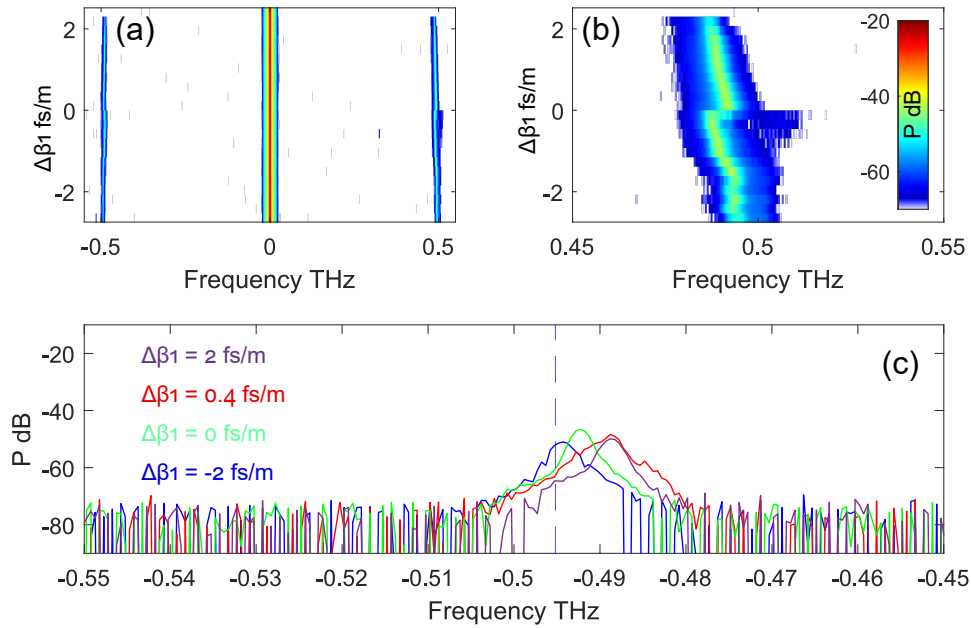 (a)
2
0
-2
Δβ1 fs/m
-0.5
0
0.5
Frequency THz
(b)
2
0
-2
Δβ1 fs/m
0.45
0.5
0.55
Frequency THz
-20
-40
-60
P dB
(c)
Δβ1 = 2 fs/m
Δβ1 = 0.4 fs/m
Δβ1 = 0 fs/m
Δβ1 = -2 fs/m
-20
-40
-60
-80
P dB
-0.55
-0.54
-0.53
-0.52
-0.51
-0.5
-0.49
-0.48
-0.47
-0.46
-0.45
Frequency THz